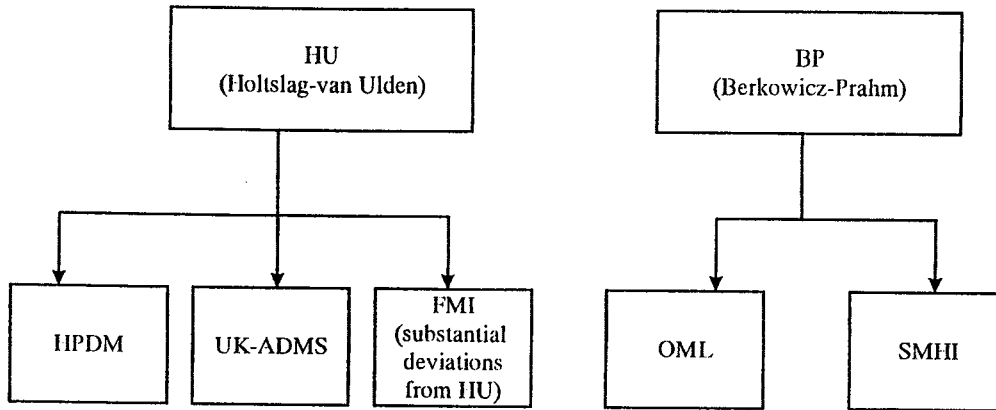 HU
(Holtslag-van Ulden)
BP
(Berkowicz-Prahm)
HPDM
UK-ADMS
FMI
(substantial
deviations
from HU)
OML
SMHI